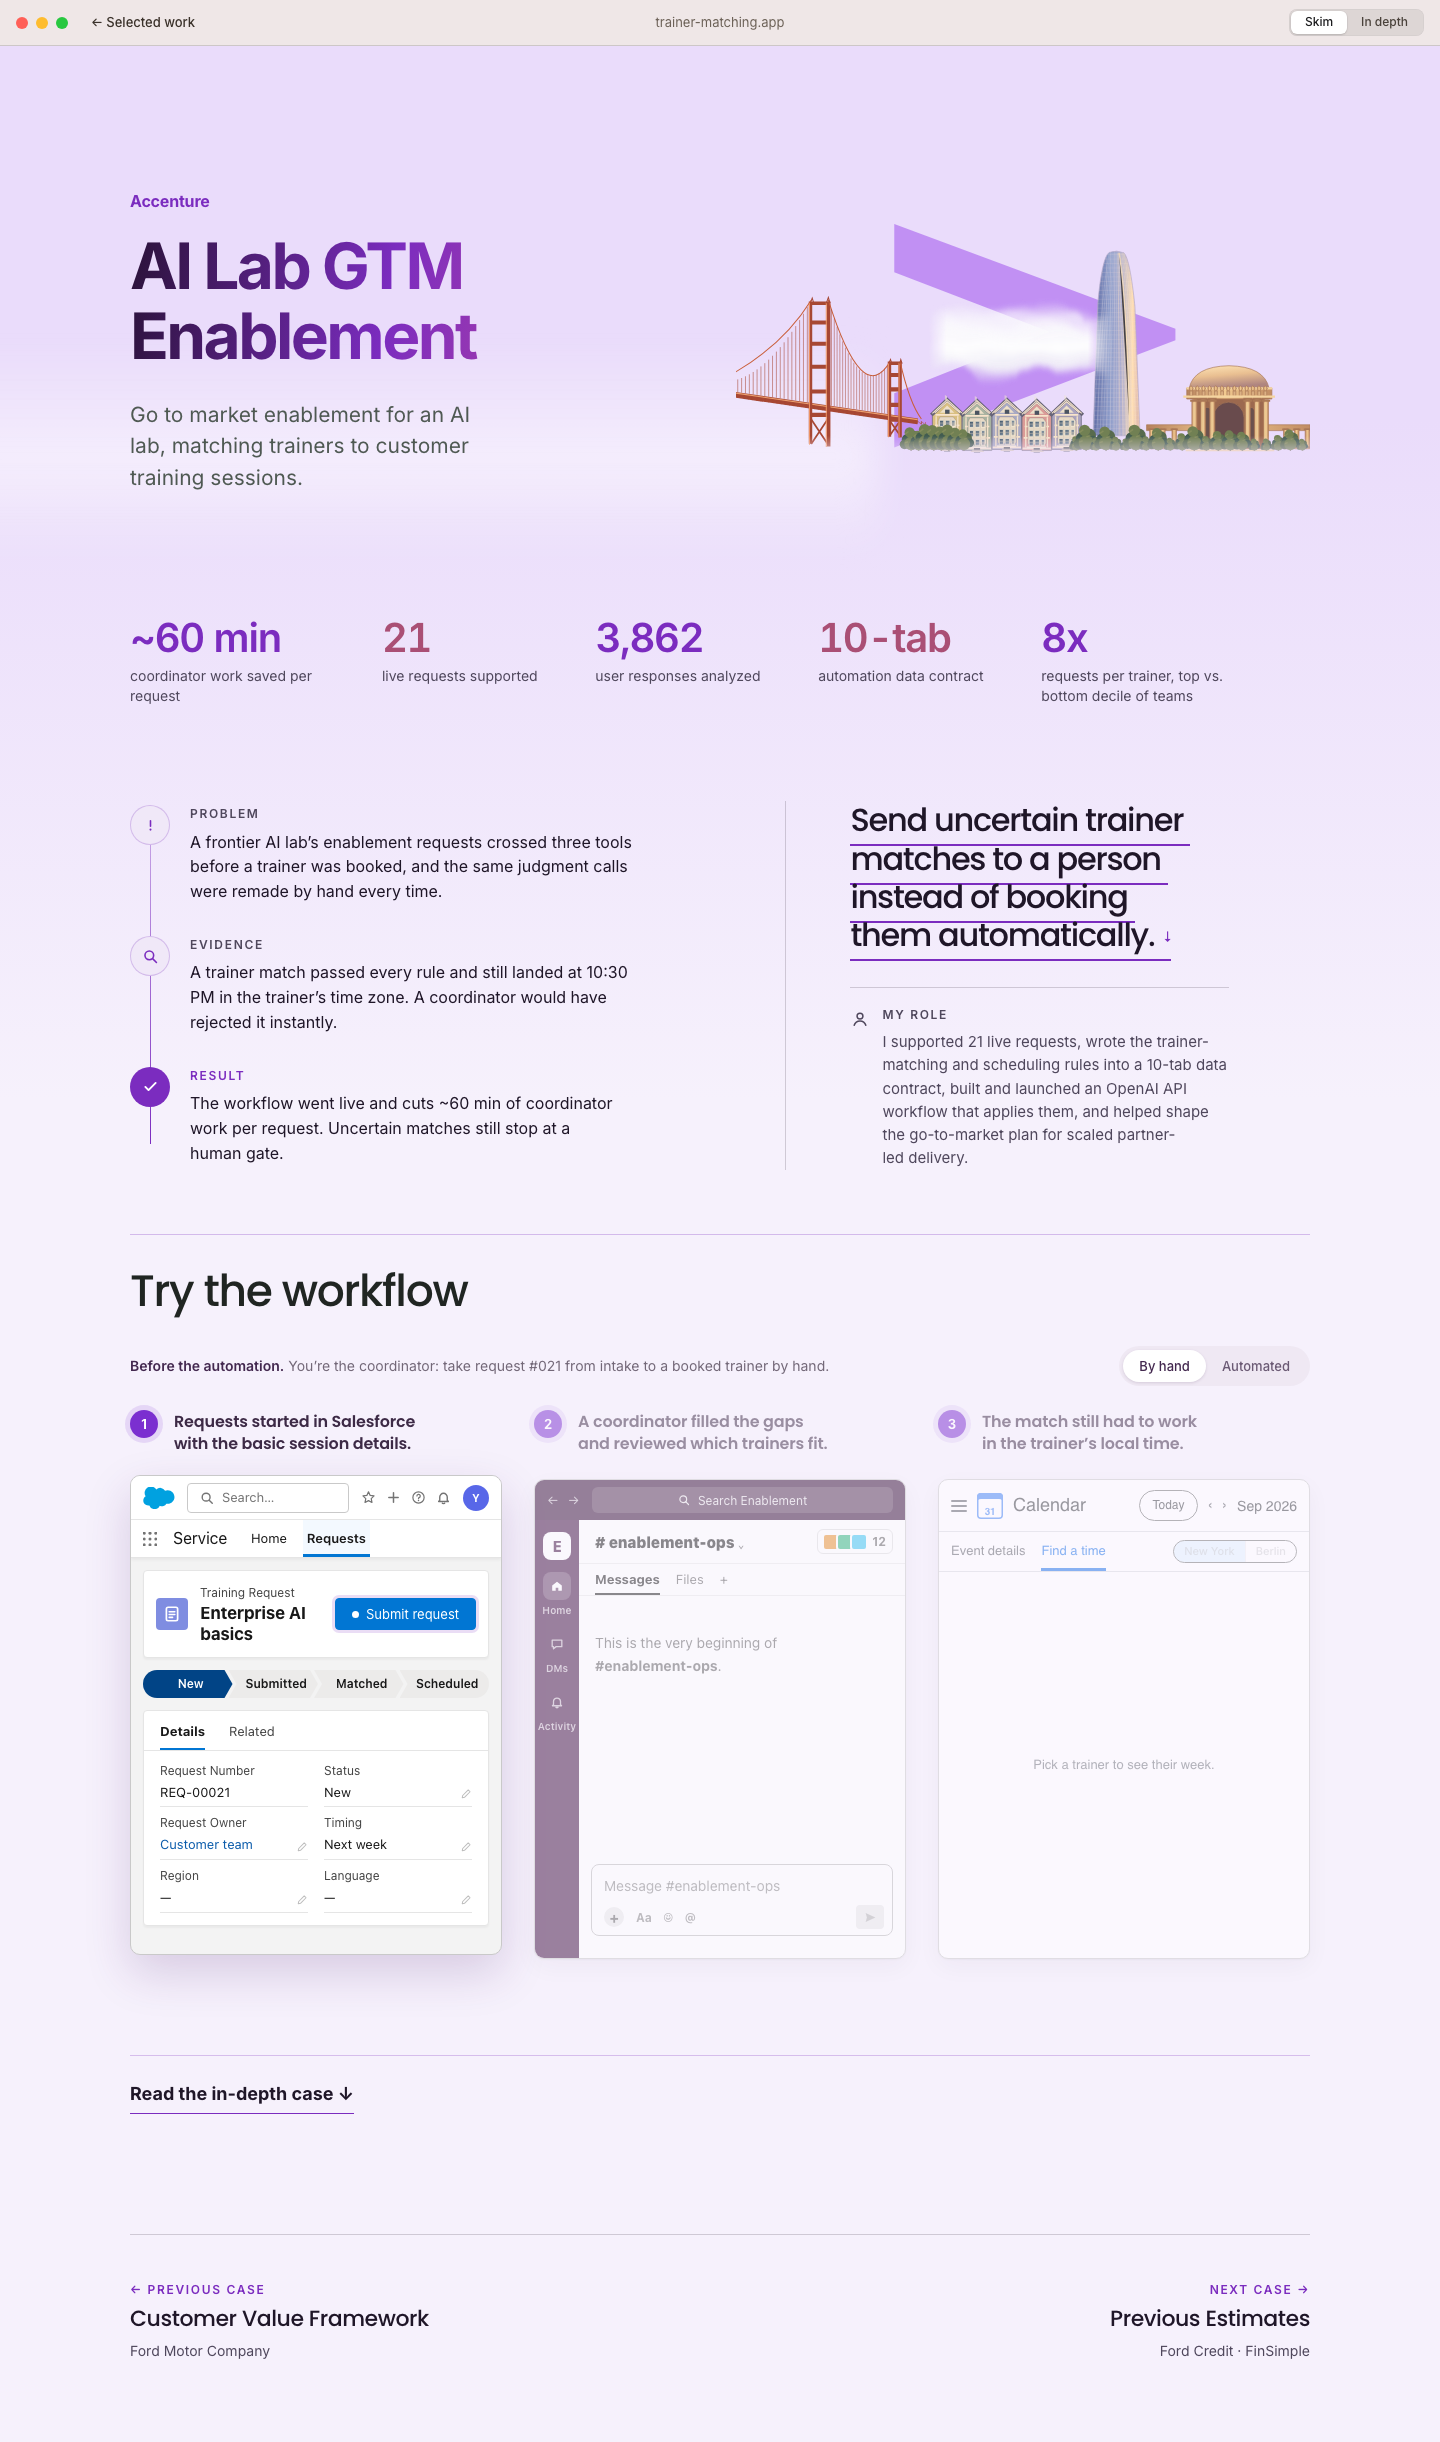 ← Selected work
trainer-matching.app
Skim
In depth
Accenture
AI Lab GTM
Enablement
Go to market enablement for an AI
lab, matching trainers to customer
training sessions.
~60 min
coordinator work saved per
request
21
live requests supported
3,862
user responses analyzed
10-tab
automation data contract
8x
requests per trainer, top vs.
bottom decile of teams
!
PROBLEM
A frontier AI lab’s enablement requests crossed three tools
before a trainer was booked, and the same judgment calls
were remade by hand every time.
EVIDENCE
A trainer match passed every rule and still landed at 10:30
PM in the trainer’s time zone. A coordinator would have
rejected it instantly.
RESULT
The workflow went live and cuts ~60 min of coordinator
work per request. Uncertain matches still stop at a
human gate.
Send uncertain trainer
matches to a person
instead of booking
them automatically. ↓
MY ROLE
I supported 21 live requests, wrote the trainer-
matching and scheduling rules into a 10-tab data
contract, built and launched an OpenAI API
workflow that applies them, and helped shape
the go-to-market plan for scaled partner-
led delivery.
Try the workflow
Before the automation. You’re the coordinator: take request #021 from intake to a booked trainer by hand.
By hand
Automated
1
Requests started in Salesforce
with the basic session details.
Search...
Y
Service
Home
Requests
Training Request
Enterprise AI
basics
Submit request
New
Submitted
Matched
Scheduled
Details
Related
Request Number
REQ-00021
Status
New
Request Owner
Customer team
Timing
Next week
Region
—
Language
—
2
A coordinator filled the gaps
and reviewed which trainers fit.
← →
Search Enablement
E
Home
DMs
Activity
# enablement-ops
12
Messages
Files
+
This is the very beginning of
#enablement-ops.
Message #enablement-ops
+
Aa
@
3
The match still had to work
in the trainer’s local time.
31
Calendar
Today
‹ ›
Sep 2026
Event details
Find a time
New York
Berlin
Pick a trainer to see their week.
Read the in-depth case ↓
← PREVIOUS CASE
Customer Value Framework
Ford Motor Company
NEXT CASE →
Previous Estimates
Ford Credit · FinSimple